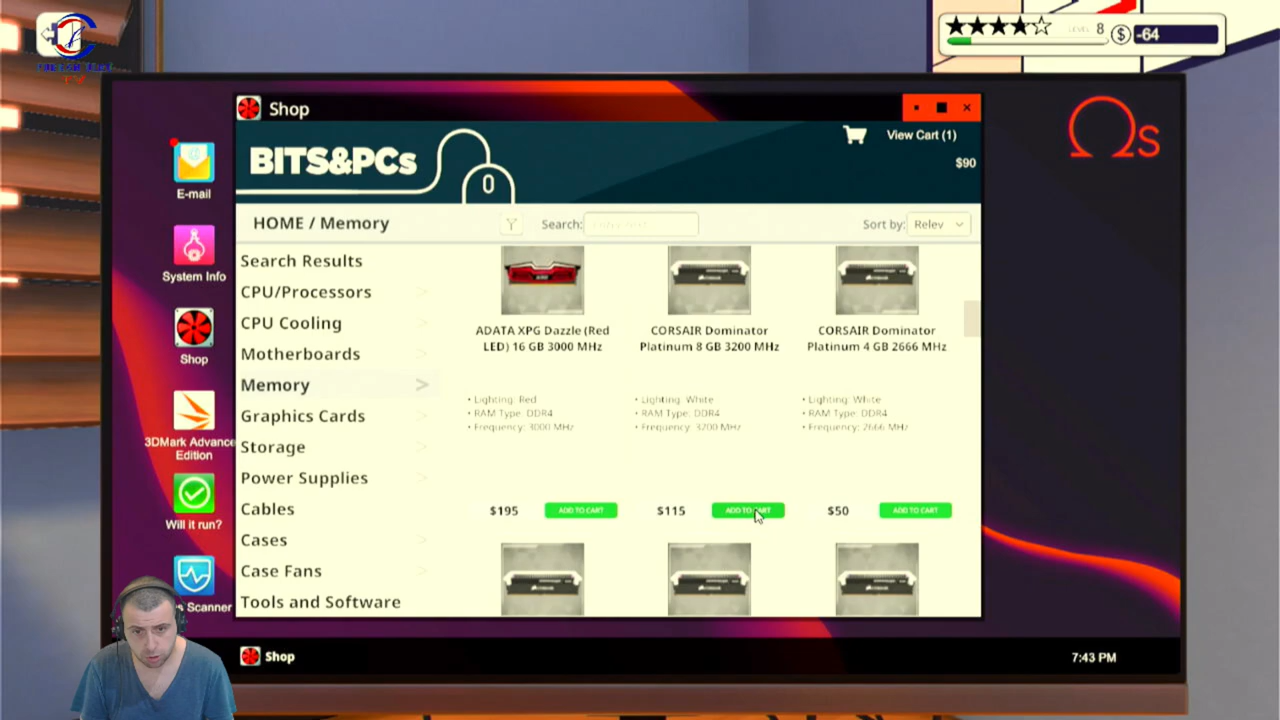 LEVEL 8 $ -64
Shop
View Cart (1)
BITS&PCs
$90
E-mail
HOME / Memory
Search:
Sort by: Relev
System Info
Search Results
CPU/Processors
CPU Cooling
Motherboards
Memory >
Graphics Cards
Storage
Power Supplies
Cables
Cases
Case Fans
Tools and Software
ADATA XPG Dazzle (Red
LED) 16 GB 3000 MHz
• Lighting: Red
• RAM Type: DDR4
• Frequency: 3000 MHz
$195 ADD TO CART
CORSAIR Dominator
Platinum 8 GB 3200 MHz
• Lighting: White
• RAM Type: DDR4
• Frequency: 3200 MHz
$115 ADD TO CART
CORSAIR Dominator
Platinum 4 GB 2666 MHz
• Lighting: White
• RAM Type: DDR4
• Frequency: 2666 MHz
$50 ADD TO CART
Shop
3DMark Advance
Edition
Will it run?
Scanner
Ωs
Shop
7:43 PM